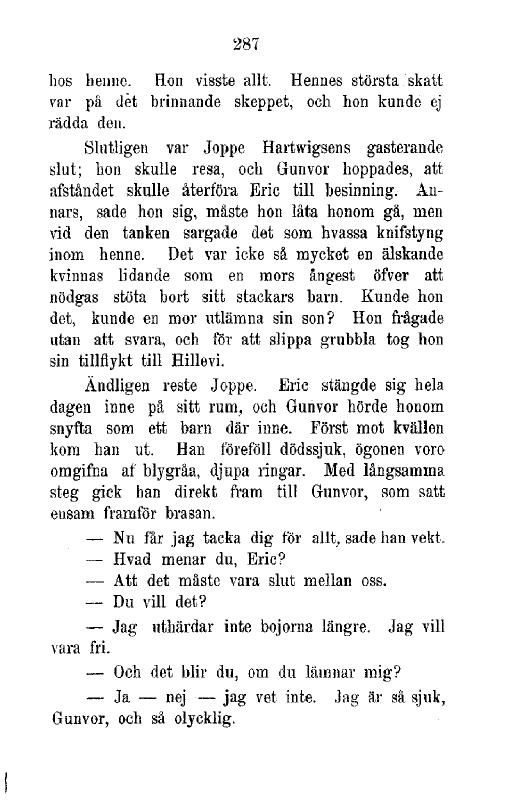 287
hos henne. Hon visste allt. Hennes största skatt
var på det brinnande skeppet, och hon kunde ej
rädda den.
Slutligen var Joppe Hartwigsens gasterande
slut; hon skulle resa, och Gunvor hoppades, att
afståndet skulle återföra Eric till besinning. An-
nars, sade hon sig, måste hon låta honom gå, men
vid den tanken sargade det som hvassa knifstyng
inom henne. Det var icke så mycket en älskande
kvinnas lidande som en mors ångest öfver att
nödgas stöta bort sitt stackars barn. Kunde hon
det, kunde en mor utlämna sin son? Hon frågade
utan att svara, och för att slippa grubbla tog hon
sin tillflykt till Hillevi.
Ändligen reste Joppe. Eric stängde sig hela
dagen inne på sitt rum, och Gunvor hörde honom
snyfta som ett barn där inne. Först mot kvällen
kom han ut. Han föreföll dödssjuk, ögonen voro
omgifna af blygråa, djupa ringar. Med långsamma
steg gick han direkt fram till Gunvor, som satt
ensam framför brasan.
— Nu får jag tacka dig för allt, sade han vekt.
— Hvad menar du, Eric?
— Att det måste vara slut mellan oss.
— Du vill det?
— Jag uthärdar inte bojorna längre. Jag vill
vara fri.
— Och det blir du, om du lämnar mig?
— Ja — nej — jag vet inte. Jag är så sjuk,
Gunvor, och så olycklig.